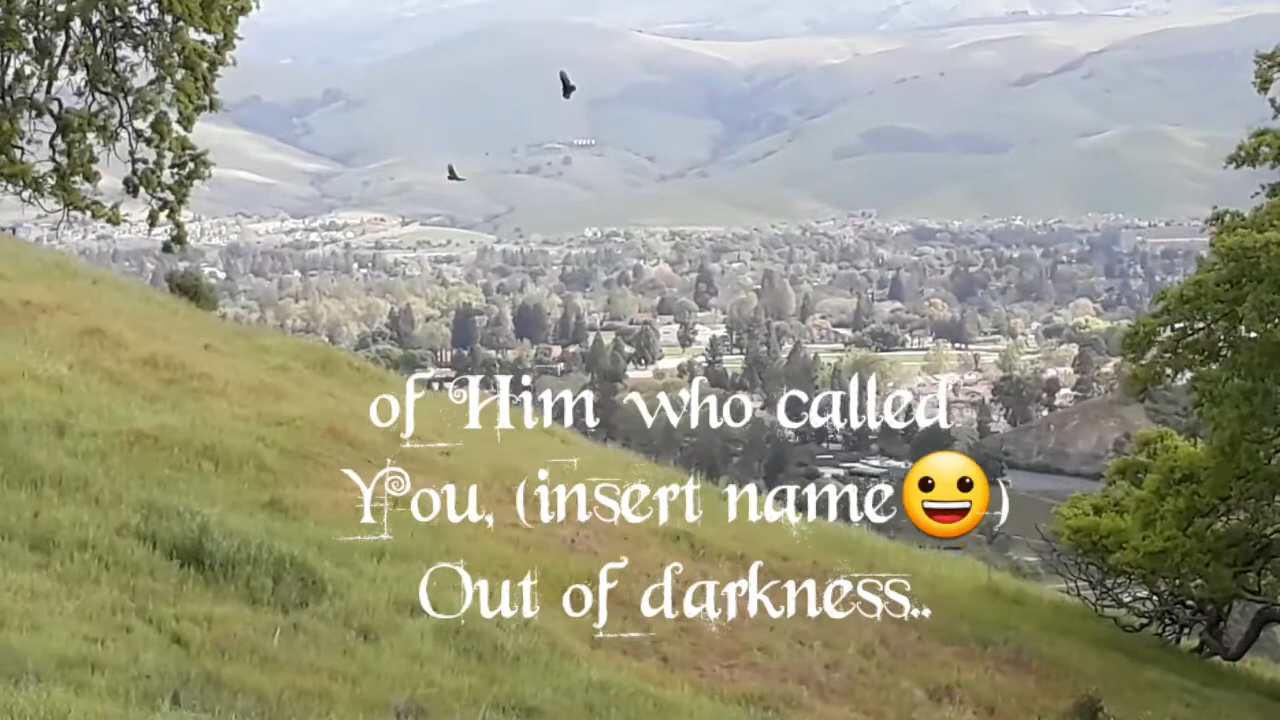 of Him who called
You, (insert name😀)
Out of darkness..